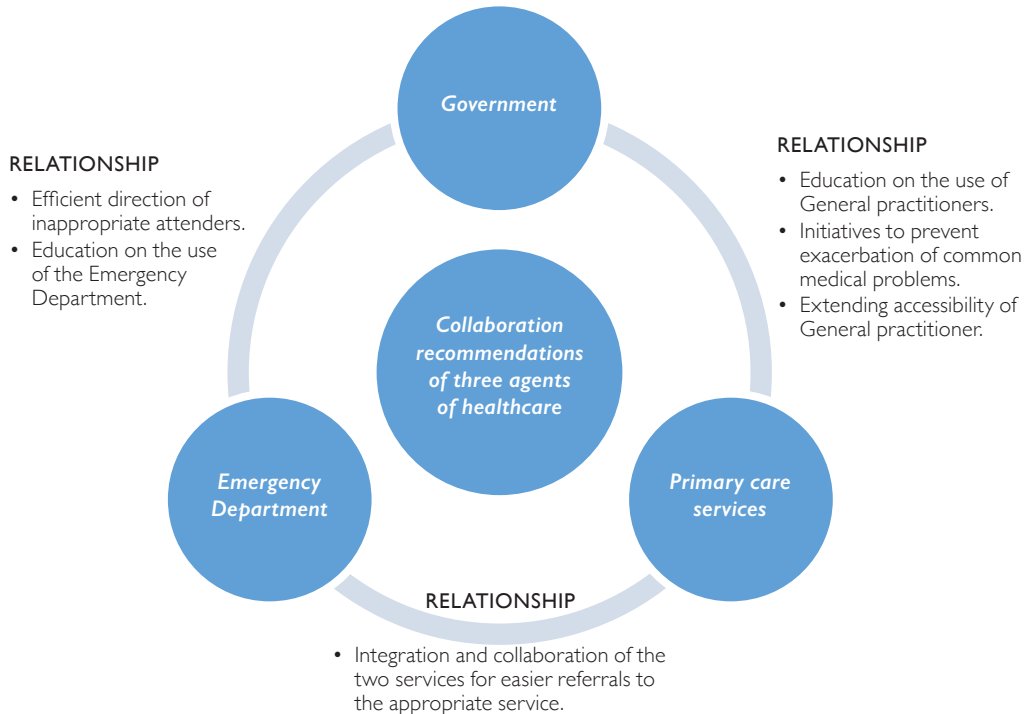 Government
RELATIONSHIP
• Efficient direction of
inappropriate attenders.
• Education on the use
of the Emergency
Department.
RELATIONSHIP
• Education on the use of
General practitioners.
• Initiatives to prevent
exacerbation of common
medical problems.
• Extending accessibility of
General practitioner.
Collaboration
recommendations
of three agents
of healthcare
Emergency
Department
Primary care
services
RELATIONSHIP
• Integration and collaboration of the
two services for easier referrals to
the appropriate service.